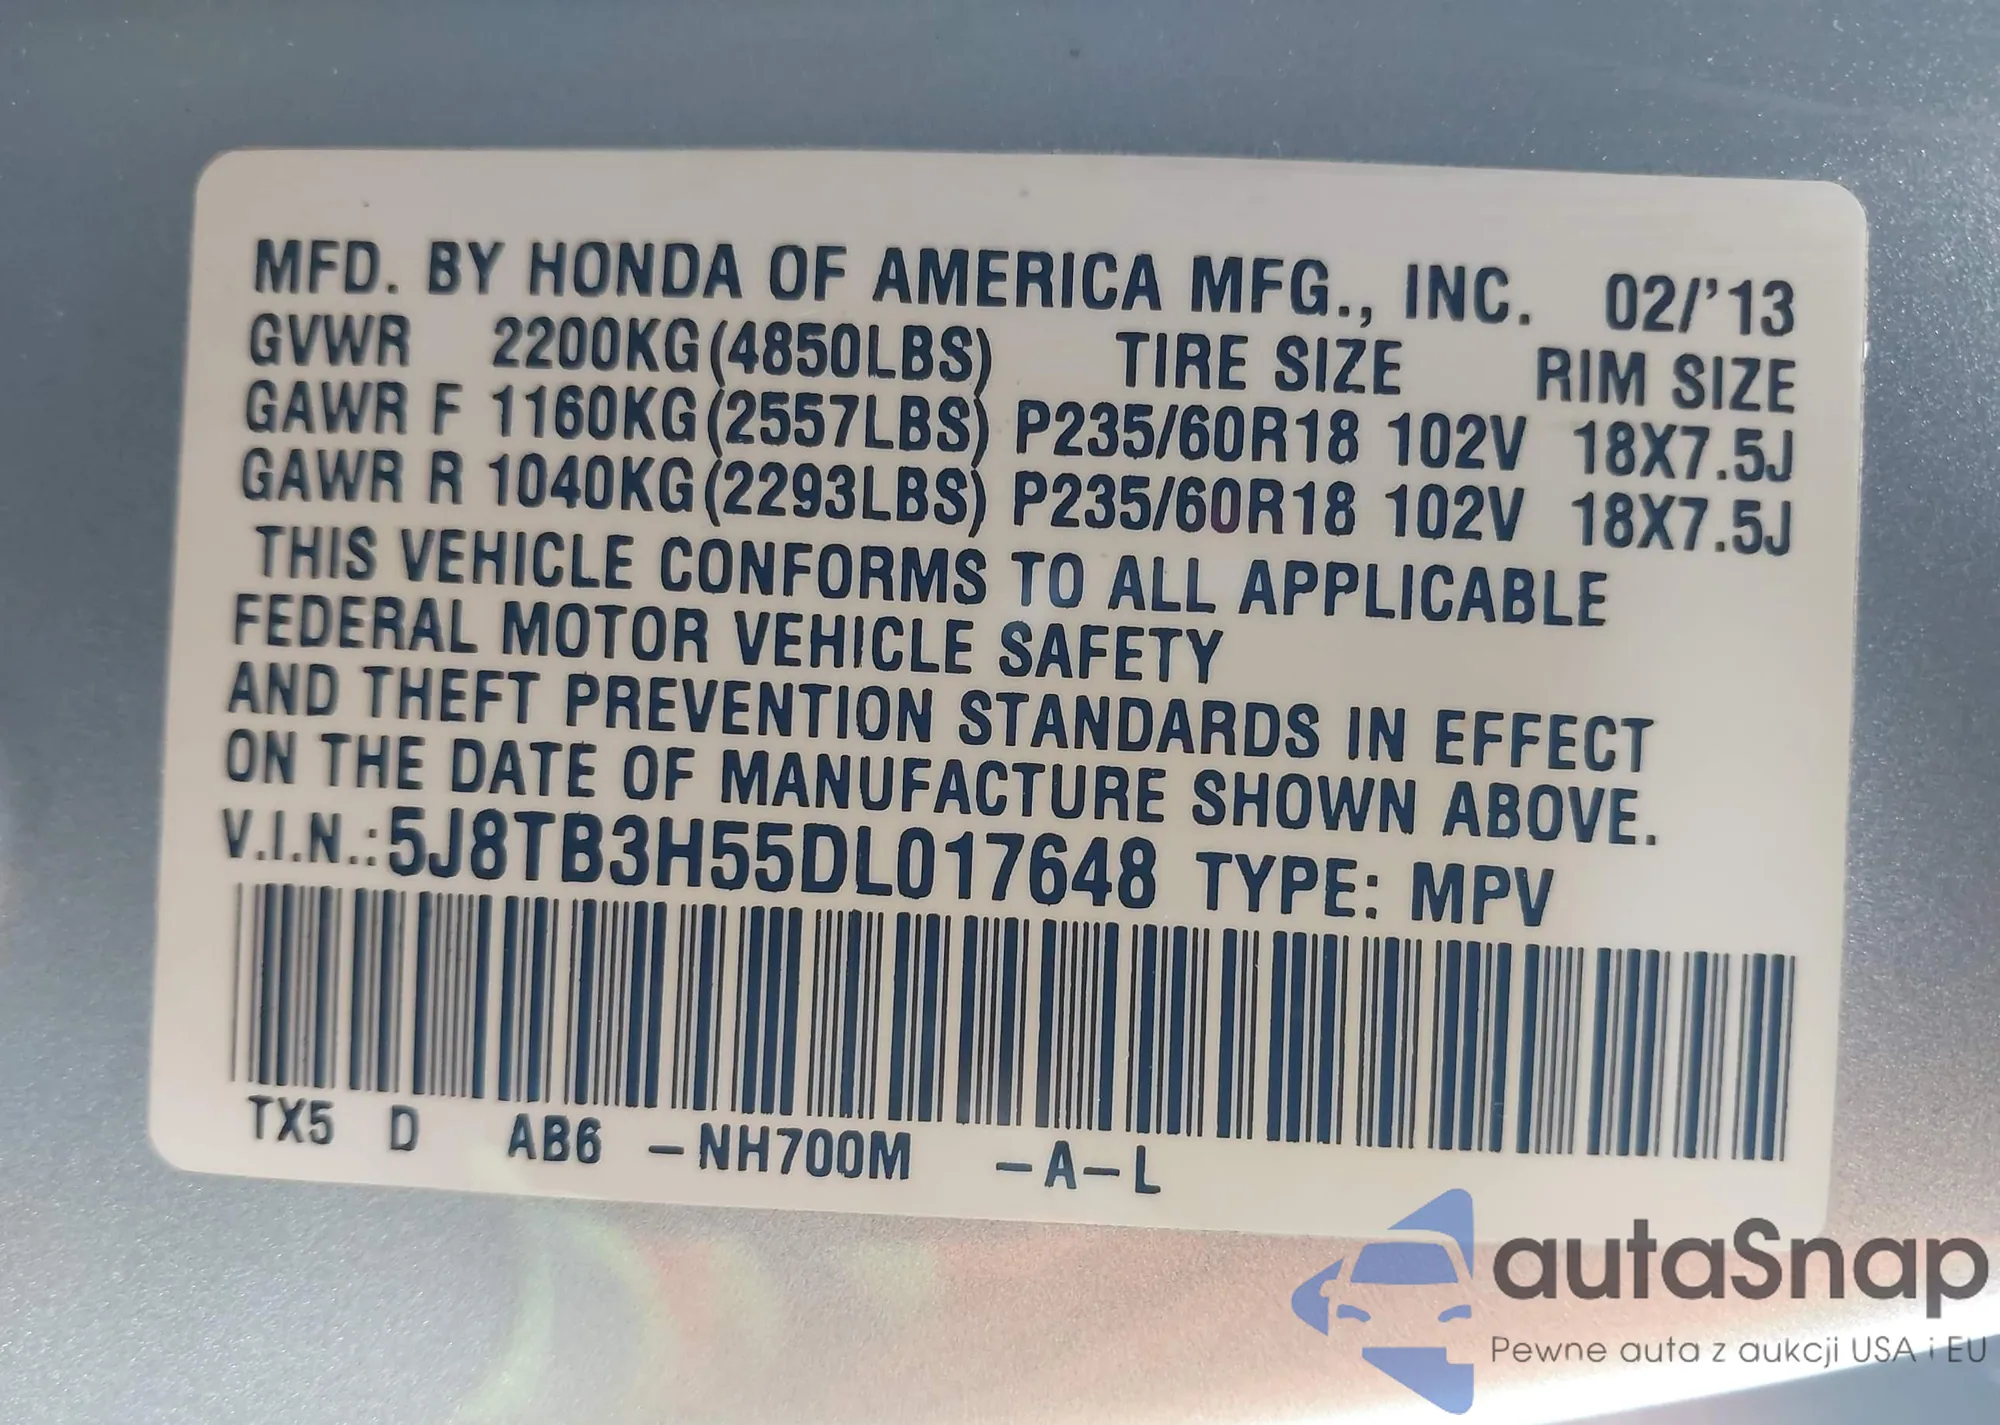 MFD. BY HONDA OF AMERICA MFG., INC. 02/'13
GVWR 2200KG(4850LBS) TIRE SIZE RIM SIZE
GAWR F 1160KG(2557LBS) P235/60R18 102V 18X7.5J
GAWR R 1040KG(2293LBS) P235/60R18 102V 18X7.5J
THIS VEHICLE CONFORMS TO ALL APPLICABLE
FEDERAL MOTOR VEHICLE SAFETY
AND THEFT PREVENTION STANDARDS IN EFFECT
ON THE DATE OF MANUFACTURE SHOWN ABOVE.
V.I.N.:5J8TB3H55DL017648 TYPE: MPV
TX5 D AB6 -NH700M -A-L
autaSnap
Pewne auta z aukcji USA i EU